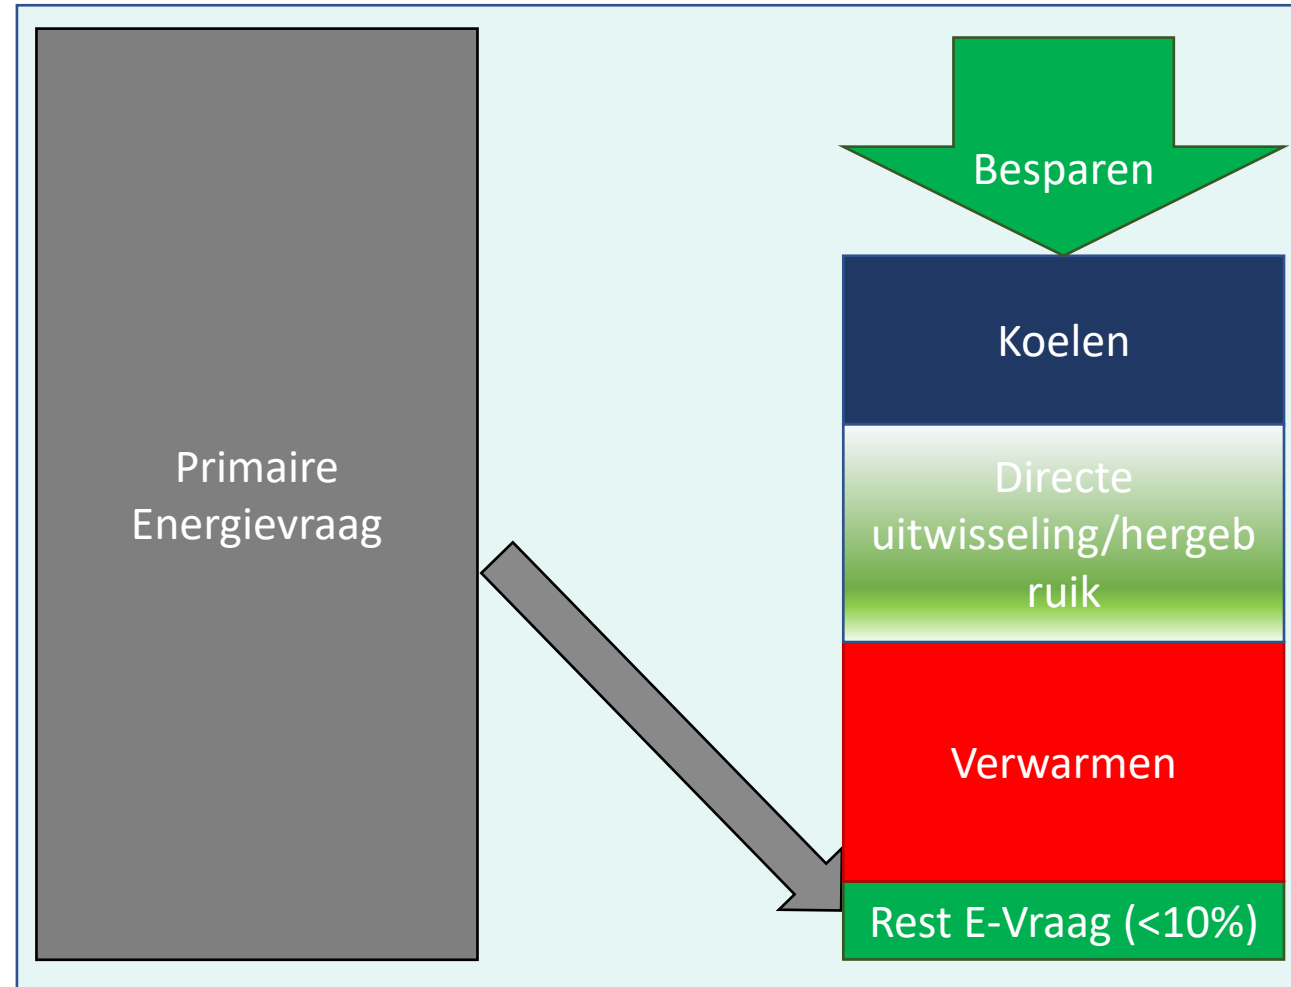 Primaire
Energievraag
Besparen
Koelen
Directe
uitwisseling/hergeb
ruik
Verwarmen
Rest E-Vraag (<10%)